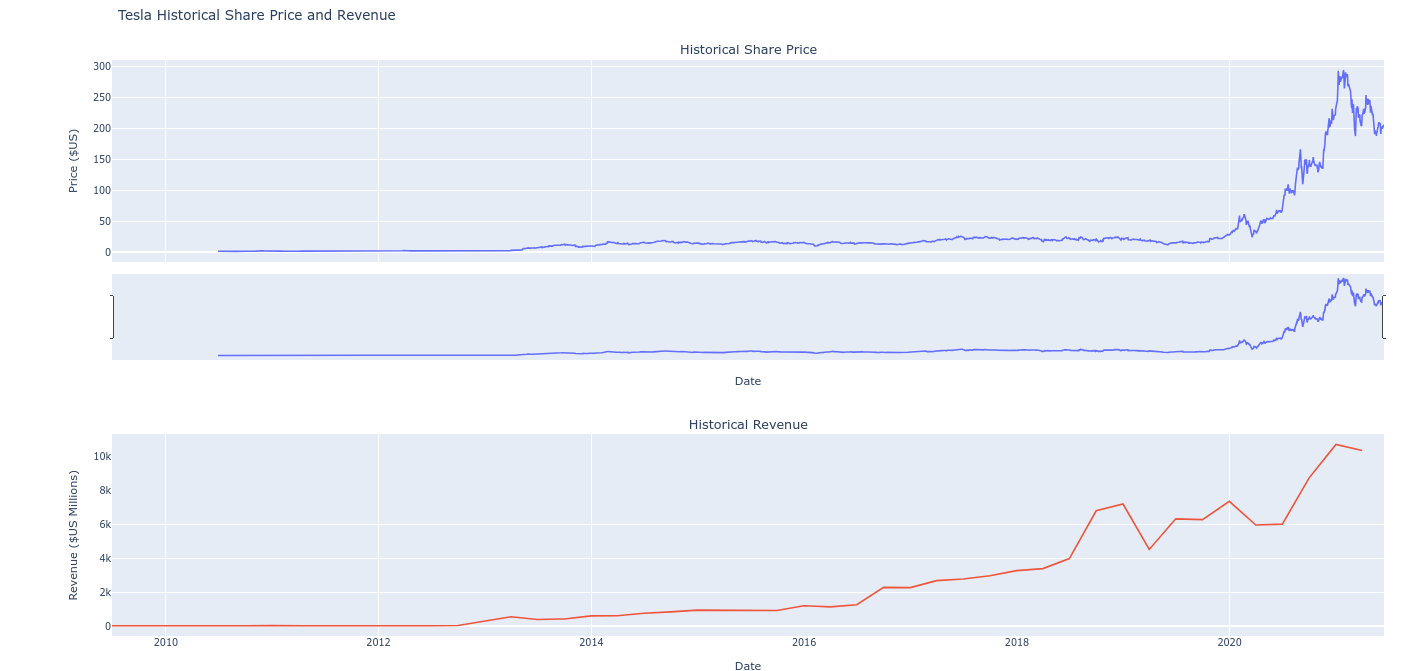 Tesla Historical Share Price and Revenue
Historical Share Price
Price ($US)
300
250
200
150
100
50
0
Date
Historical Revenue
Revenue ($US Millions)
10k
8k
6k
4k
2k
0
2010 2012 2014 2016 2018 2020
Date